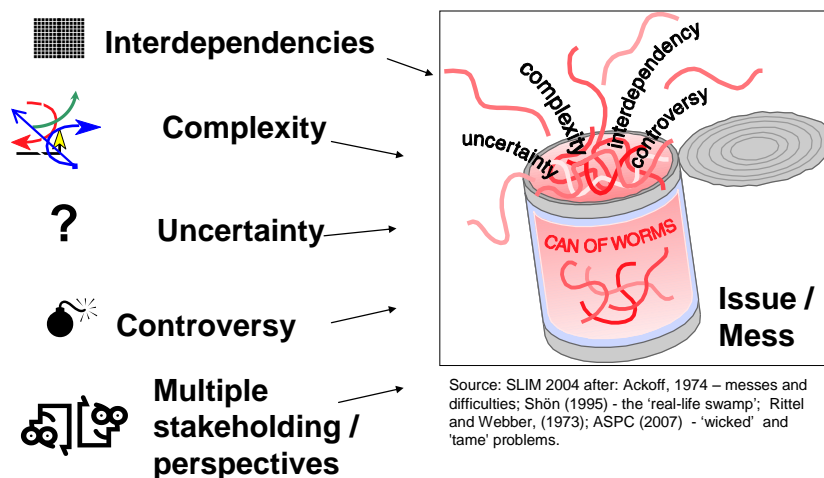 Interdependencies
Complexity
?
Uncertainty
Controversy
Multiple
stakeholding /
perspectives
uncertainty
complexity
interdependency
controversy
CAN OF WORMS
Issue /
Mess
Source: SLIM 2004 after: Ackoff, 1974 – messes and
difficulties; Shön (1995) - the ‘real-life swamp’;  Rittel
and Webber, (1973); ASPC (2007)  - ‘wicked’  and
'tame' problems.